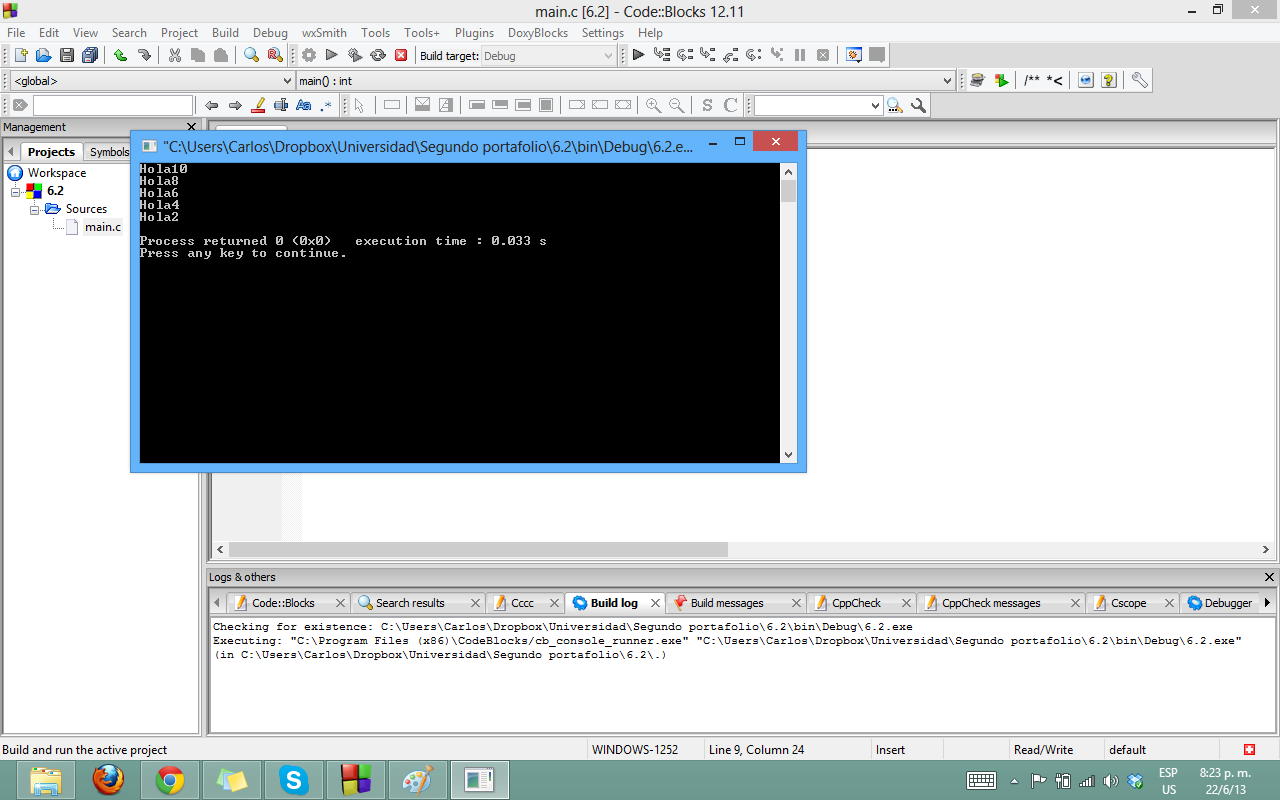 main.c [6.2] - Code::Blocks 12.11
File Edit View Search Project Build Debug wxSmith Tools Tools+ Plugins DoxyBlocks Settings Help
Build target: Debug
<global> main() : int
/** *<
Aa .*
S C
Management
Projects Symbols
Workspace
6.2
Sources
main.c
"C:\Users\Carlos\Dropbox\Universidad\Segundo portafolio\6.2\bin\Debug\6.2.e...
Hola10
Hola8
Hola6
Hola4
Hola2
Process returned 0 (0x0)   execution time : 0.033 s
Press any key to continue.
Logs & others
Code::Blocks Search results Cccc Build log Build messages CppCheck CppCheck messages Cscope Debugger
Checking for existence: C:\Users\Carlos\Dropbox\Universidad\Segundo portafolio\6.2\bin\Debug\6.2.exe
Executing: "C:\Program Files (x86)\CodeBlocks/cb_console_runner.exe" "C:\Users\Carlos\Dropbox\Universidad\Segundo portafolio\6.2\bin\Debug\6.2.exe"
(in C:\Users\Carlos\Dropbox\Universidad\Segundo portafolio\6.2\.)
Build and run the active project WINDOWS-1252 Line 9, Column 24 Insert Read/Write default
ESP 8:23 p. m.
US 22/6/13